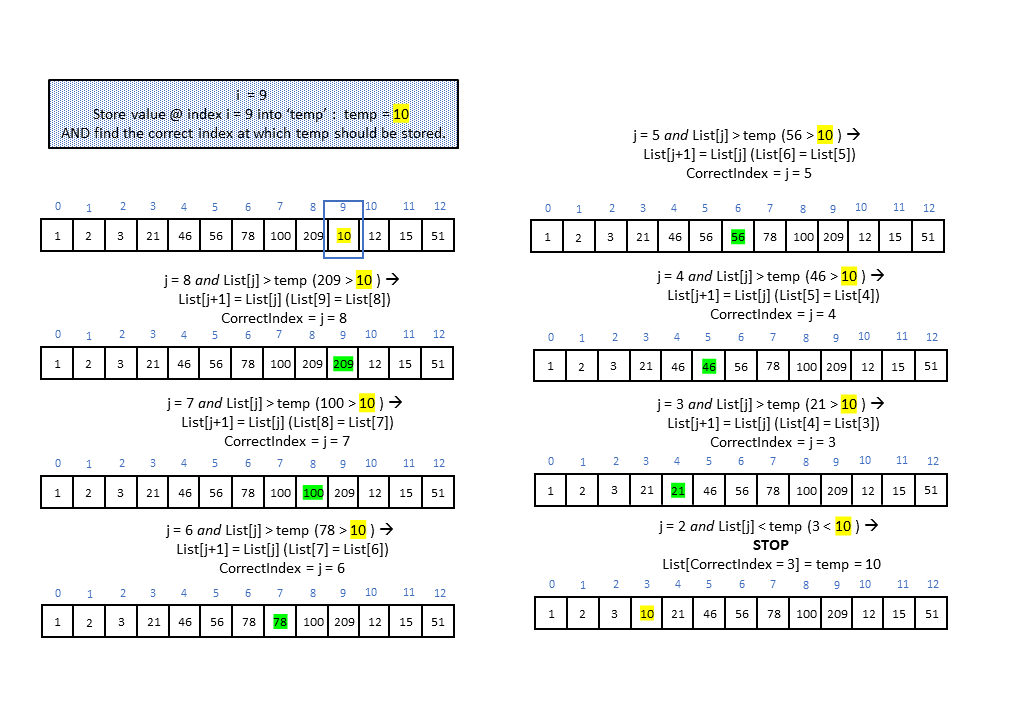 i = 9
Store value @ index i = 9 into ‘temp’ : temp = 10
AND find the correct index at which temp should be stored.
0 1 2 3 4 5 6 7 8 9 10 11 12
1 2 3 21 46 56 78 100 209 10 12 15 51
j = 8 and List[j] > temp (209 > 10 ) →
List[j+1] = List[j] (List[9] = List[8])
CorrectIndex = j = 8
0 1 2 3 4 5 6 7 8 9 10 11 12
1 2 3 21 46 56 78 100 209 209 12 15 51
j = 7 and List[j] > temp (100 > 10 ) →
List[j+1] = List[j] (List[8] = List[7])
CorrectIndex = j = 7
0 1 2 3 4 5 6 7 8 9 10 11 12
1 2 3 21 46 56 78 100 100 209 12 15 51
j = 6 and List[j] > temp (78 > 10 ) →
List[j+1] = List[j] (List[7] = List[6])
CorrectIndex = j = 6
0 1 2 3 4 5 6 7 8 9 10 11 12
1 2 3 21 46 56 78 78 100 209 12 15 51
j = 5 and List[j] > temp (56 > 10 ) →
List[j+1] = List[j] (List[6] = List[5])
CorrectIndex = j = 5
0 1 2 3 4 5 6 7 8 9 10 11 12
1 2 3 21 46 56 56 78 100 209 12 15 51
j = 4 and List[j] > temp (46 > 10 ) →
List[j+1] = List[j] (List[5] = List[4])
CorrectIndex = j = 4
0 1 2 3 4 5 6 7 8 9 10 11 12
1 2 3 21 46 46 56 78 100 209 12 15 51
j = 3 and List[j] > temp (21 > 10 ) →
List[j+1] = List[j] (List[4] = List[3])
CorrectIndex = j = 3
0 1 2 3 4 5 6 7 8 9 10 11 12
1 2 3 21 21 46 56 78 100 209 12 15 51
j = 2 and List[j] < temp (3 < 10 ) →
STOP
List[CorrectIndex = 3] = temp = 10
0 1 2 3 4 5 6 7 8 9 10 11 12
1 2 3 10 21 46 56 78 100 209 12 15 51